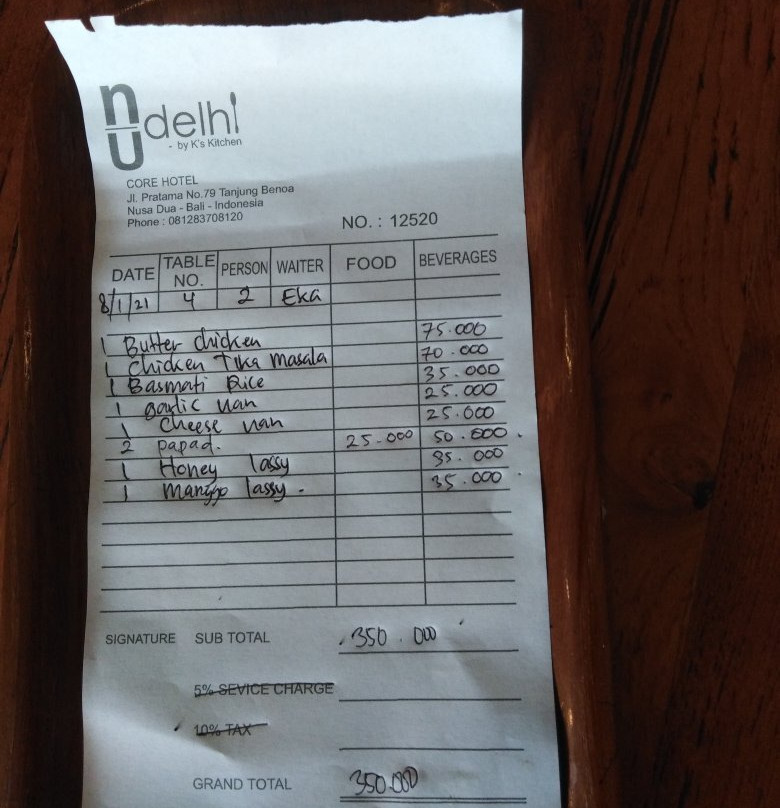 nu delhi
- by K's Kitchen
CORE HOTEL
Jl. Pratama No.79 Tanjung Benoa
Nusa Dua - Bali - Indonesia
Phone : 081283708120
NO. : 12520
DATE TABLE NO. PERSON WAITER FOOD BEVERAGES
8/1/21 4 2 Eka
1 Butter chicken 75.000
1 Chicken Tika masala 70.000
1 Basmati Rice 35.000
1 garlic nan 25.000
1 cheese nan 25.000
2 papad. 25.000 50.000
1 Honey lassy 35.000
1 Manggo lassy. 35.000
SIGNATURE SUB TOTAL 350.000
5% SEVICE CHARGE
10% TAX
GRAND TOTAL 350.000